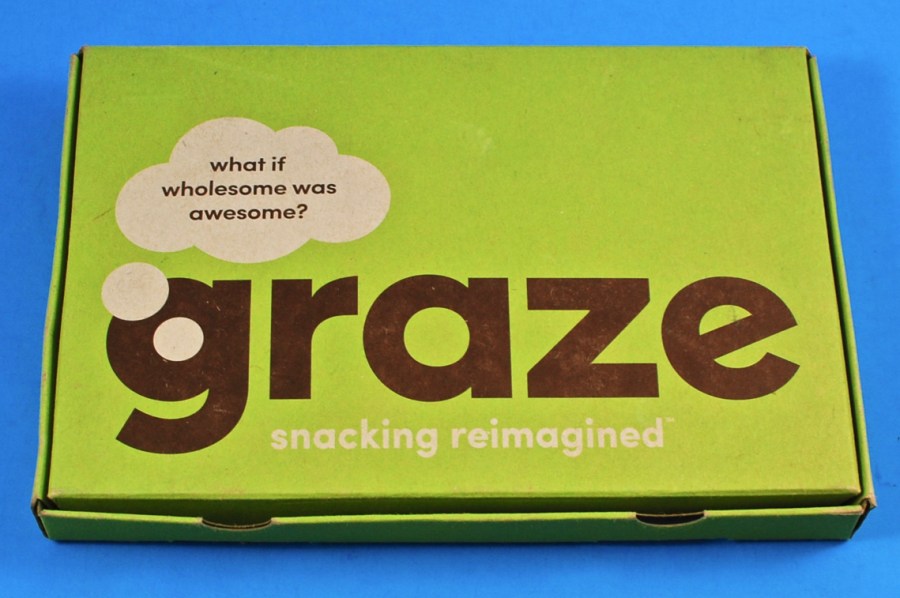 what if
wholesome was
awesome?
graze
snacking reimagined™